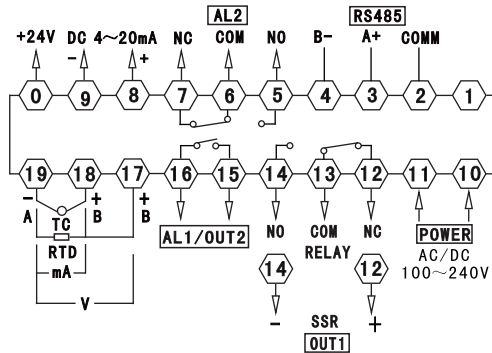 AL2 RS485
+24V DC 4~20mA NC COM NO B- A+ COMM
- +
0 9 8 7 6 5 4 3 2 1
19 18 17 16 15 14 13 12 11 10
- + +
A TC B B
RTD
mA
V
AL1/OUT2
NO COM NC
RELAY
POWER
AC/DC
100~240V
14 12
- SSR +
OUT1